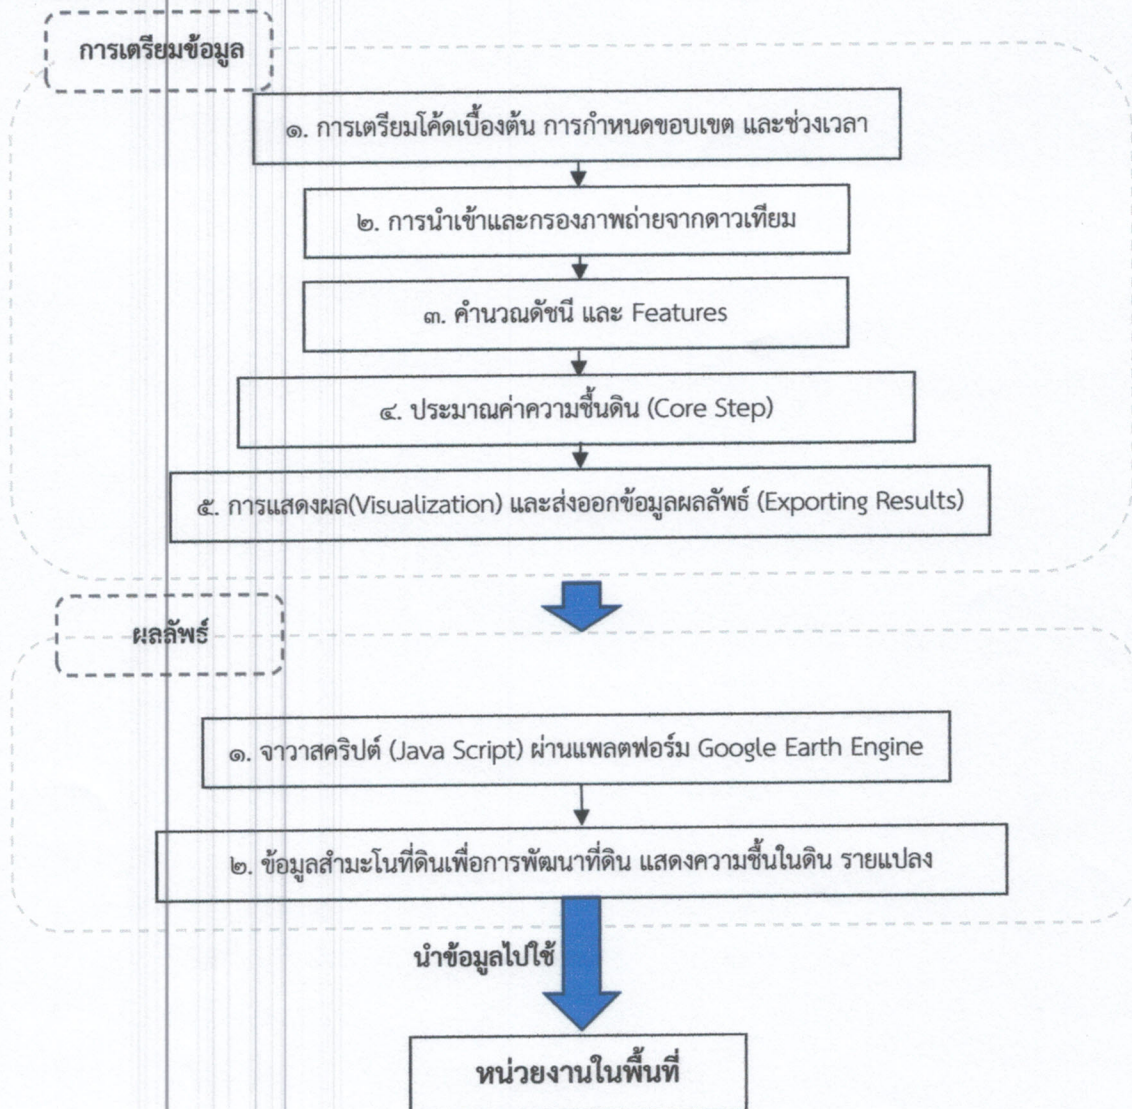 การเตรียมข้อมูล
๑. การเตรียมโค้ดเบื้องต้น การกำหนดขอบเขต และช่วงเวลา
๒. การนำเข้าและกรองภาพถ่ายจากดาวเทียม
๓. คำนวณดัชนี และ Features
๔. ประมาณค่าความชื้นดิน (Core Step)
๕. การแสดงผล(Visualization) และส่งออกข้อมูลผลลัพธ์ (Exporting Results)
ผลลัพธ์
๑. จาวาสคริปต์ (Java Script) ผ่านแพลตฟอร์ม Google Earth Engine
๒. ข้อมูลสำมะโนที่ดินเพื่อการพัฒนาที่ดิน แสดงความชื้นในดิน รายแปลง
นำข้อมูลไปใช้
หน่วยงานในพื้นที่